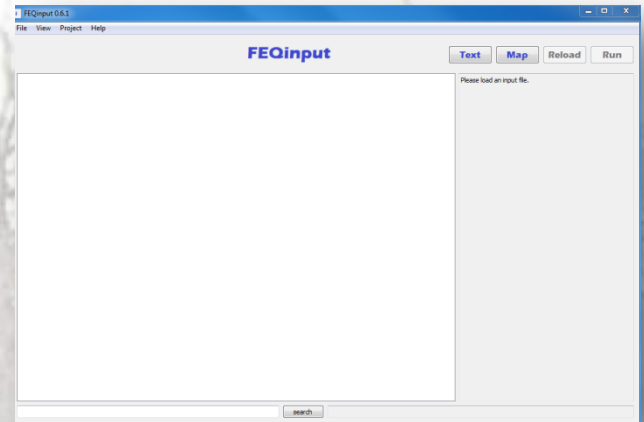 FEQinput 0.6.1
File View Project Help
FEQinput Text Map Reload Run
Please load an input file.
search